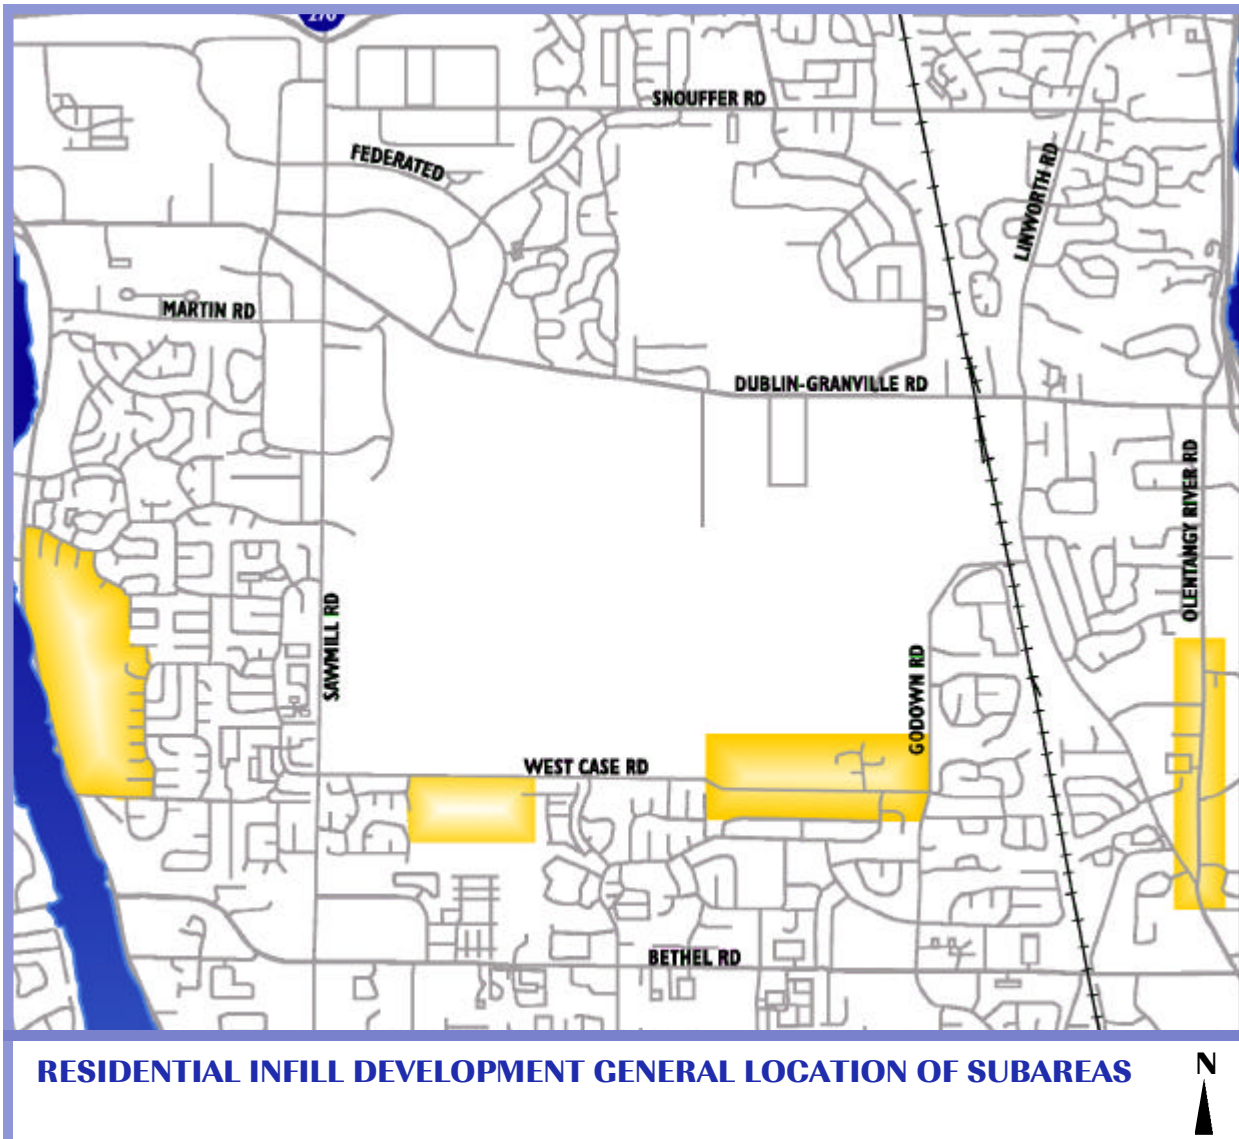 270
SNOUFFER RD
FEDERATED
LINWORTH RD
MARTIN RD
DUBLIN-GRANVILLE RD
OLENTANGY RIVER RD
SAWMILL RD
GODOWN RD
WEST CASE RD
BETHEL RD
RESIDENTIAL INFILL DEVELOPMENT GENERAL LOCATION OF SUBAREAS
N